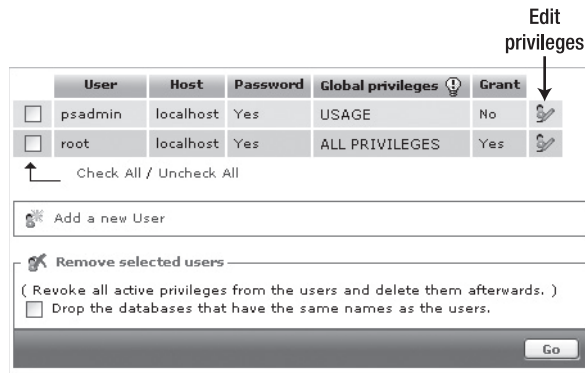 Edit
privileges
User Host Password Global privileges Grant
psadmin localhost Yes USAGE No
root localhost Yes ALL PRIVILEGES Yes
Check All / Uncheck All
Add a new User
Remove selected users
( Revoke all active privileges from the users and delete them afterwards. )
Drop the databases that have the same names as the users.
Go